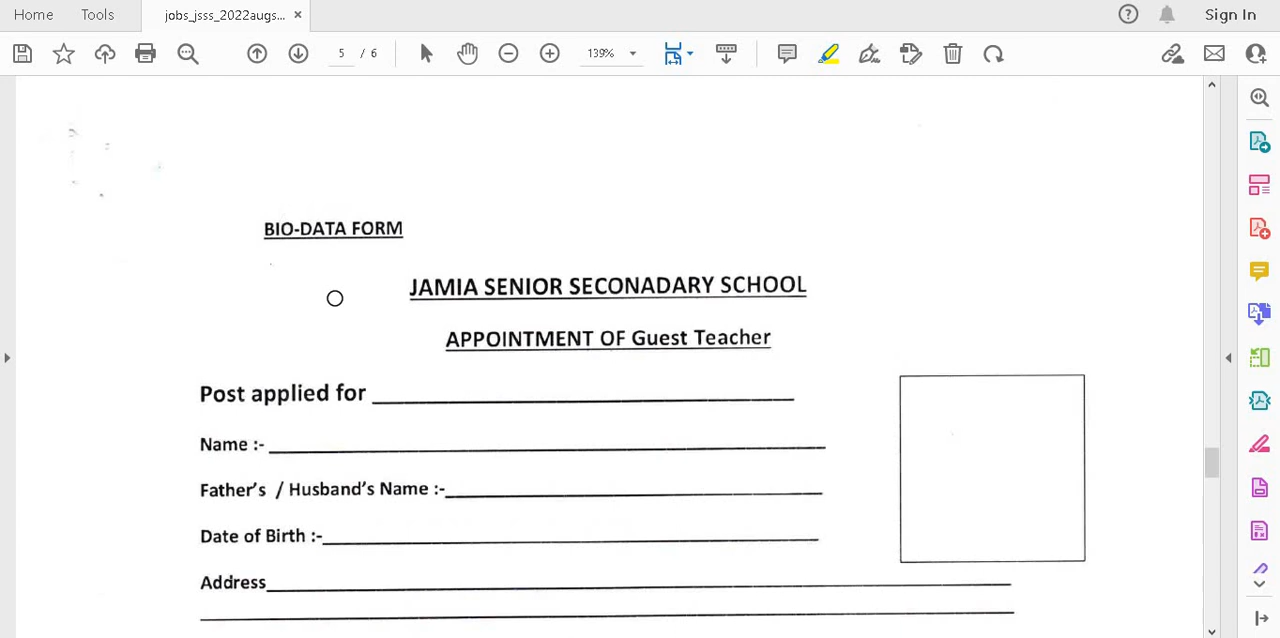 Home Tools jobs_jsss_2022augs... × Sign In
5 / 6 139%
BIO-DATA FORM
JAMIA SENIOR SECONADARY SCHOOL
APPOINTMENT OF Guest Teacher
Post applied for
Name :-
Father's / Husband's Name :-
Date of Birth :-
Address